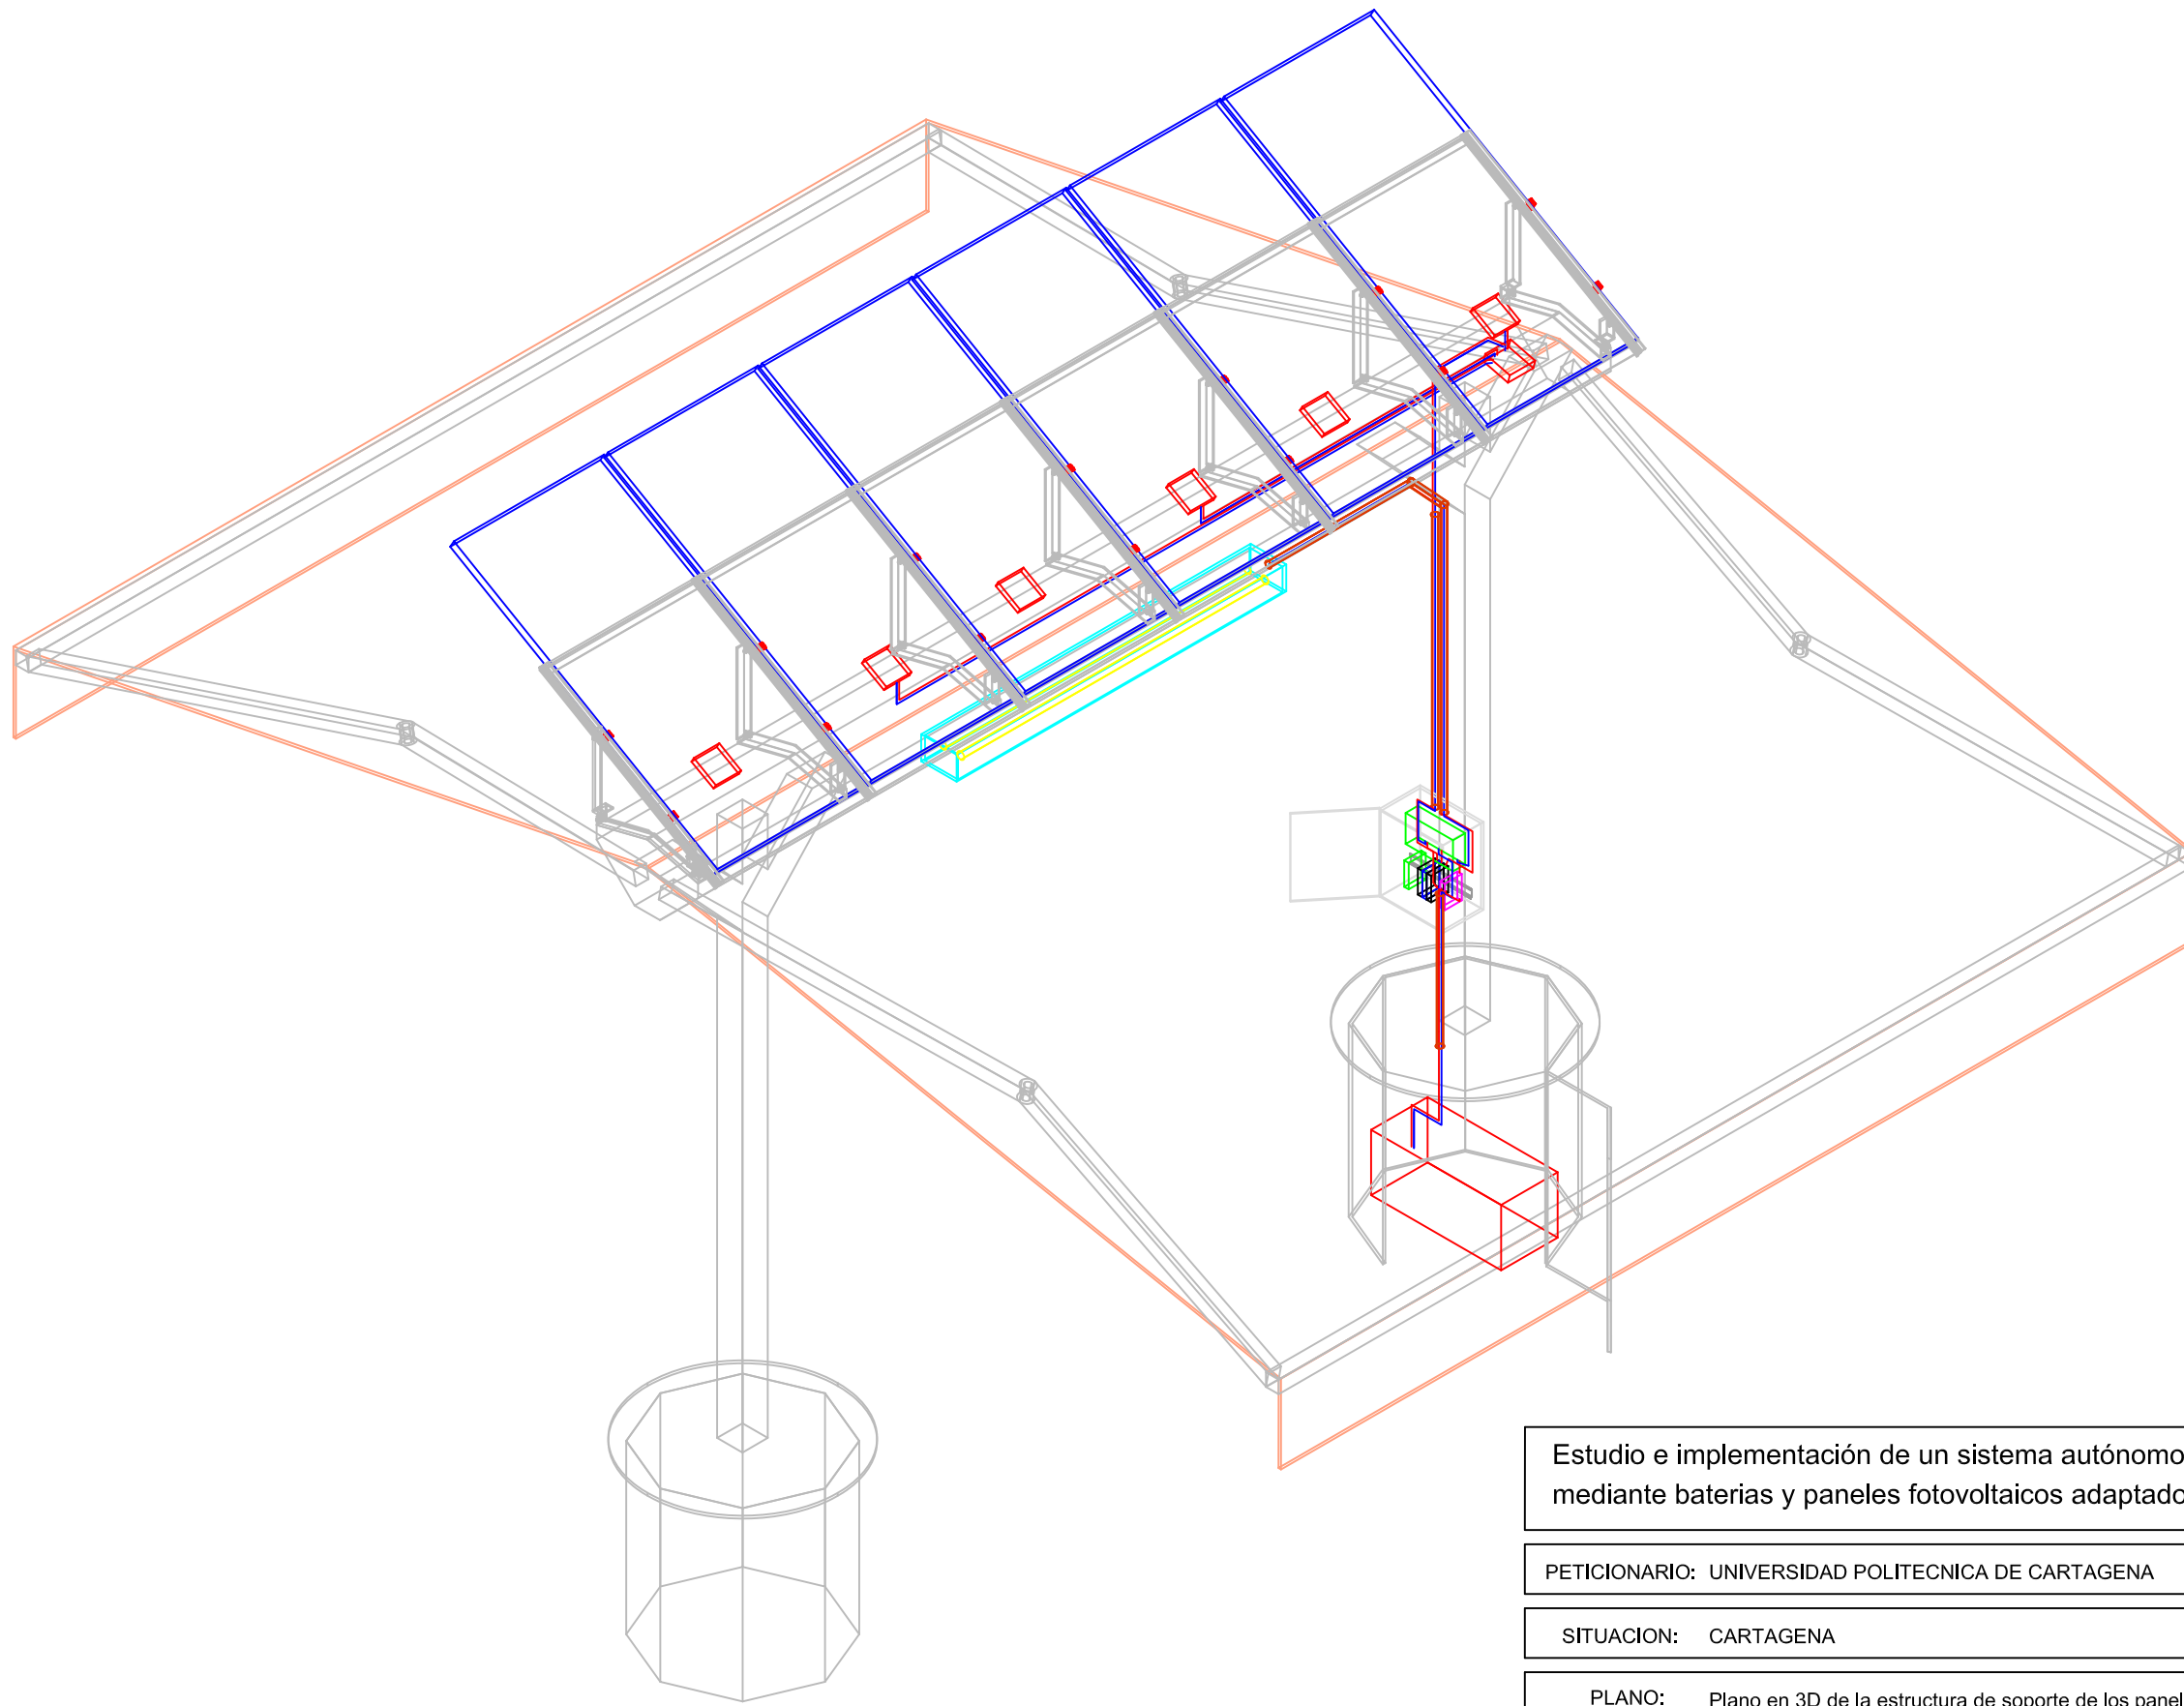 Estudio e implementación de un sistema autónomo
mediante baterias y paneles fotovoltaicos adaptado
PETICIONARIO: UNIVERSIDAD POLITECNICA DE CARTAGENA
SITUACION: CARTAGENA
PLANO: Plano en 3D de la estructura de soporte de los panel